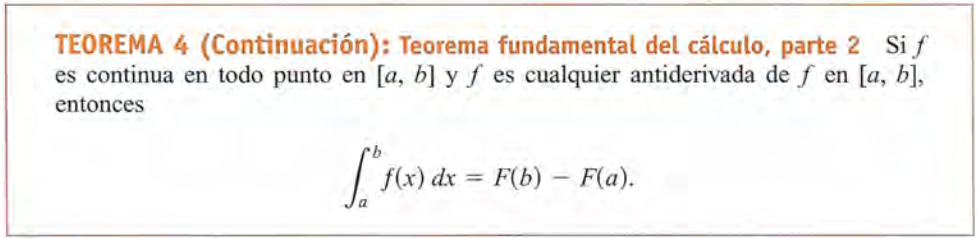 TEOREMA 4 (Continuación): Teorema fundamental del cálculo, parte 2 Si f
es continua en todo punto en [a, b] y f es cualquier antiderivada de f en [a, b],
entonces
∫_a^b f(x) dx = F(b) − F(a).